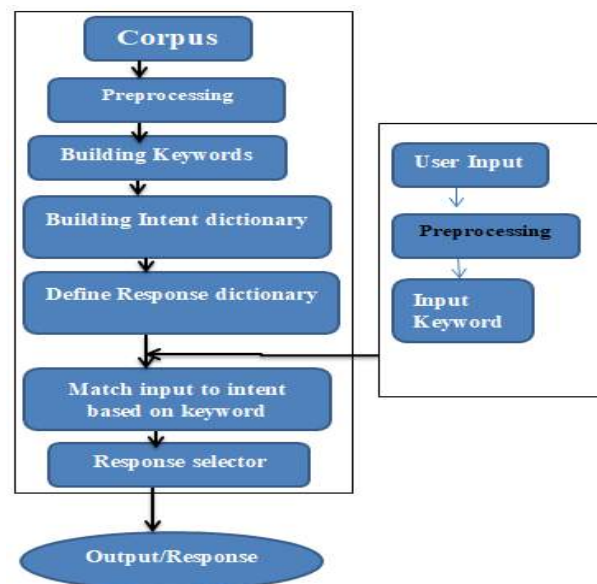 Corpus
Preprocessing
Building Keywords
Building Intent dictionary
Define Response dictionary
Match input to intent
based on keyword
Response selector
Output/Response
User Input
Preprocessing
Input
Keyword